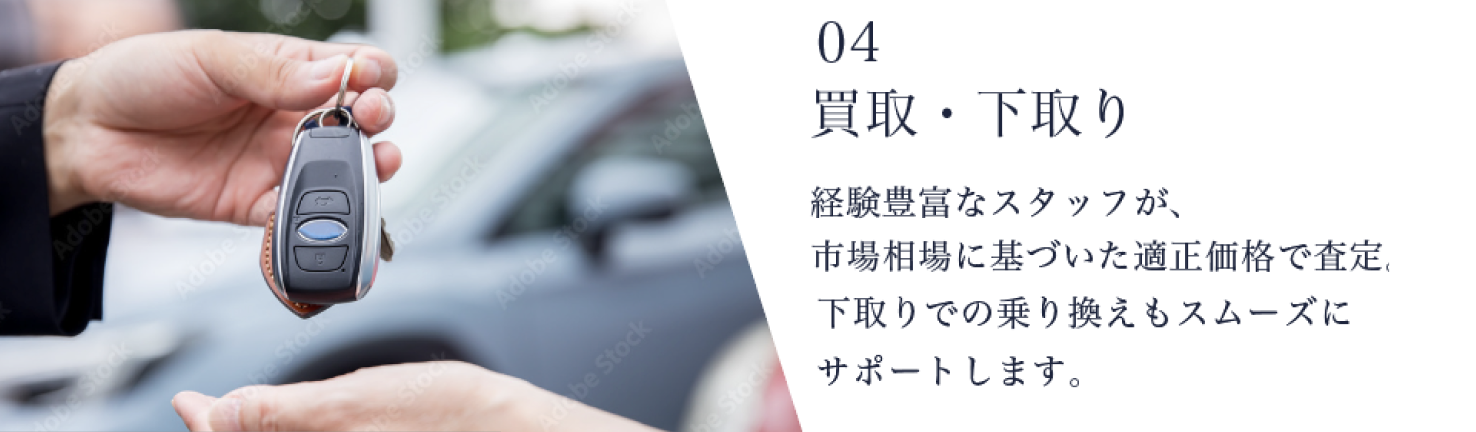 04
買取・下取り
経験豊富なスタッフが、
市場相場に基づいた適正価格で査定。
下取りでの乗り換えもスムーズに
サポートします。
Adobe Stock